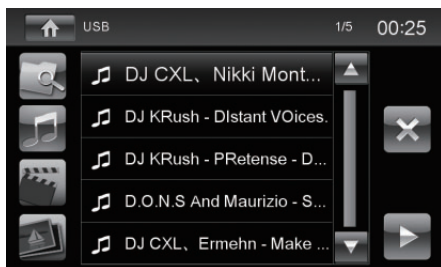 USB 1/5 00:25
DJ CXL、Nikki Mont...
DJ KRush - DIstant VOices.
DJ KRush - PRetense - D...
D.O.N.S And Maurizio - S...
DJ CXL、Ermehn - Make ...